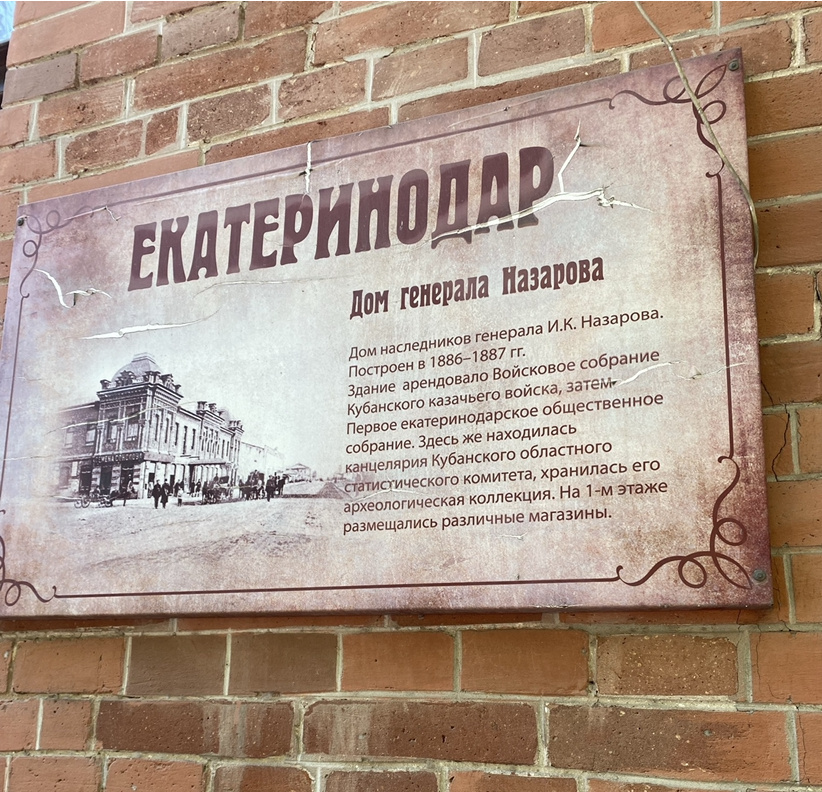 ЕКАТЕРИНОДАР
Дом генерала Назарова
Дом наследников генерала И.К. Назарова.
Построен в 1886–1887 гг.
Здание арендовало Войсковое собрание
Кубанского казачьего войска, затем
Первое екатеринодарское общественное
собрание. Здесь же находилась
канцелярия Кубанского областного
статистического комитета, хранилась его
археологическая коллекция. На 1-м этаже
размещались различные магазины.